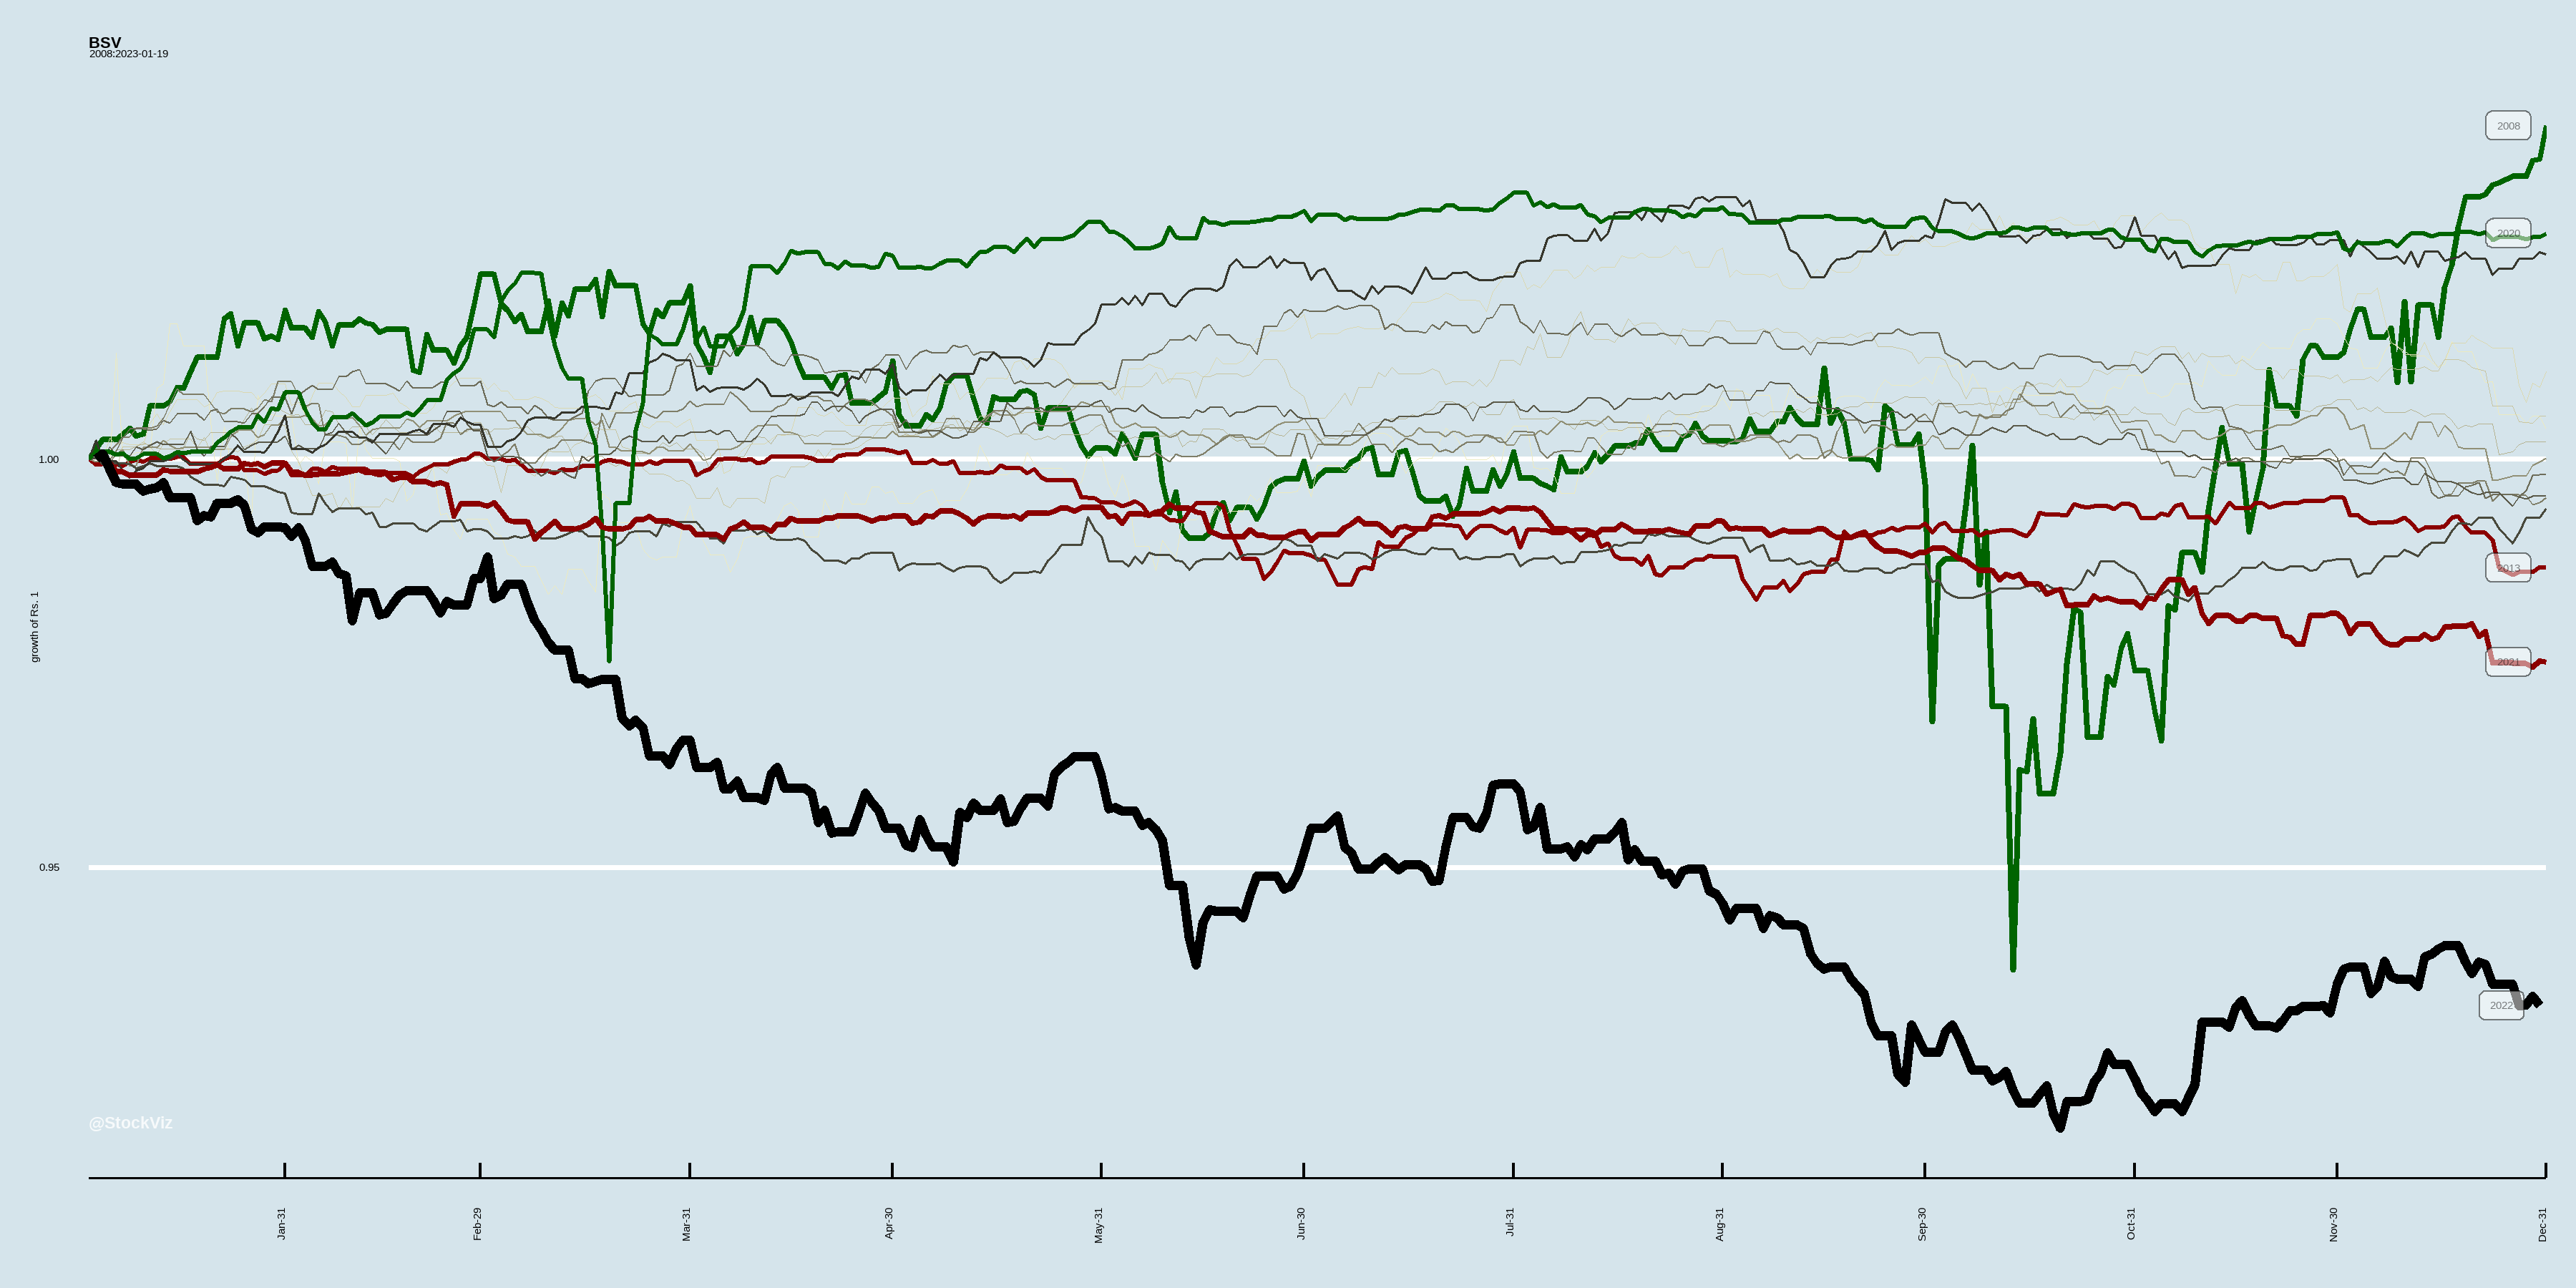 BSV
2008:2023-01-19
2008
2020
1.00
2013
growth of Rs. 1
2021
0.95
2022
@StockViz
Jan-31
Feb-29
Mar-31
Apr-30
May-31
Jun-30
Jul-31
Aug-31
Sep-30
Oct-31
Nov-30
Dec-31